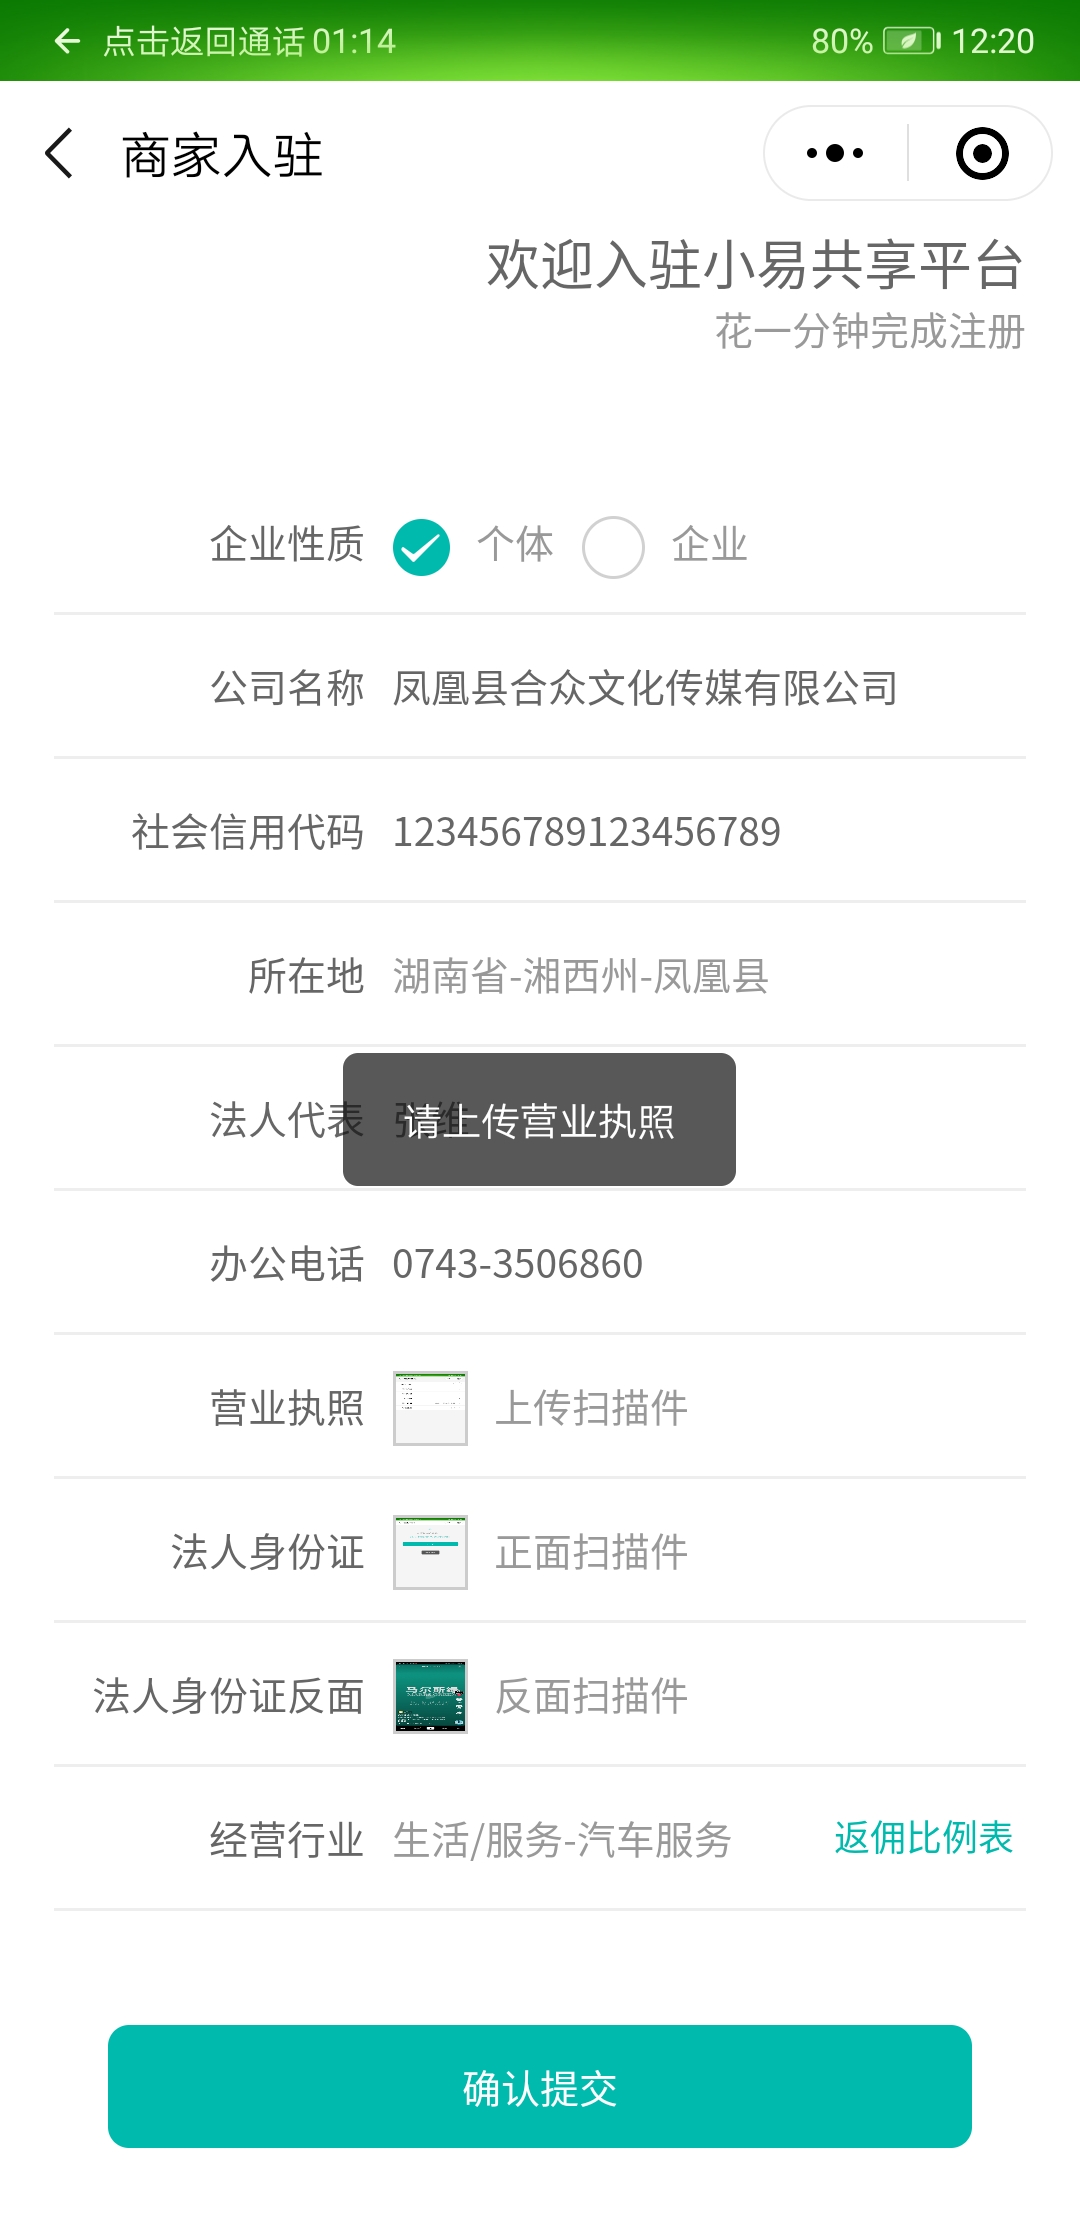 点击返回通话 01:14
80% 12:20
商家入驻
欢迎入驻小易共享平台
花一分钟完成注册
企业性质 个体 企业
公司名称 凤凰县合众文化传媒有限公司
社会信用代码 123456789123456789
所在地 湖南省-湘西州-凤凰县
法人代表
请上传营业执照
办公电话 0743-3506860
营业执照 上传扫描件
法人身份证 正面扫描件
法人身份证反面 反面扫描件
经营行业 生活/服务-汽车服务 返佣比例表
确认提交